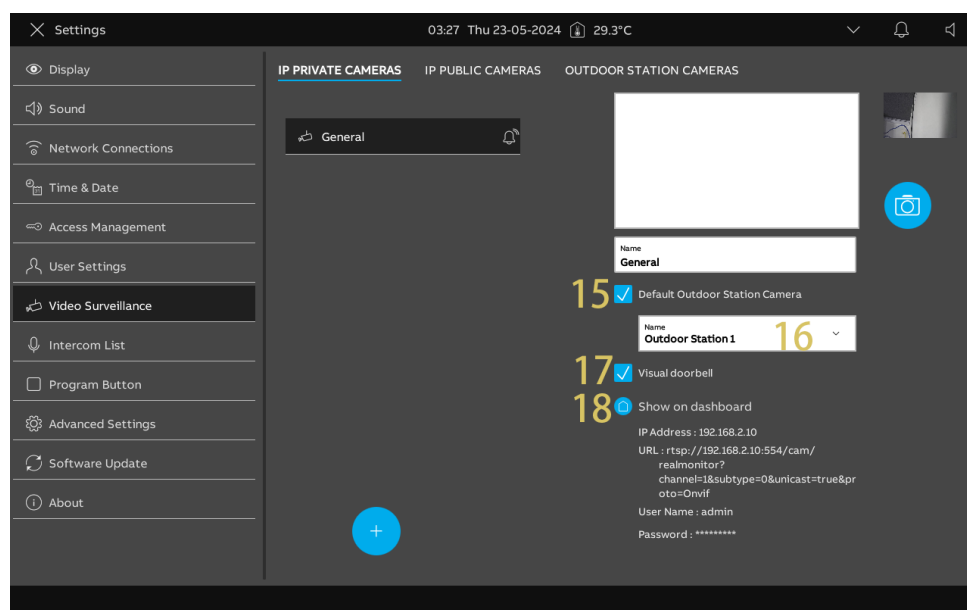 Settings
03:27 Thu 23-05-2024 29.3°C
Display
Sound
Network Connections
Time & Date
Access Management
User Settings
Video Surveillance
Intercom List
Program Button
Advanced Settings
Software Update
About
IP PRIVATE CAMERAS IP PUBLIC CAMERAS OUTDOOR STATION CAMERAS
General
+
Name
General
15 Default Outdoor Station Camera
Name
Outdoor Station 1 16
17 Visual doorbell
18 Show on dashboard
IP Address : 192.168.2.10
URL : rtsp://192.168.2.10:554/cam/
realmonitor?
channel=1&subtype=0&unicast=true&pr
oto=Onvif
User Name : admin
Password : *********